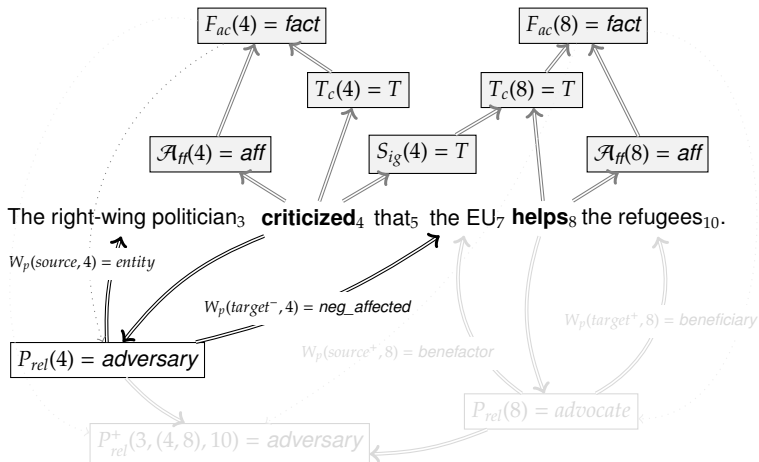 F_ac(4) = fact F_ac(8) = fact
T_c(4) = T T_c(8) = T
𝒜_ff(4) = aff S_ig(4) = T 𝒜_ff(8) = aff
The right-wing politician₃ criticized₄ that₅ the EU₇ helps₈ the refugees₁₀.
W_p(source, 4) = entity
W_p(target⁻, 4) = neg_affected
W_p(target⁺, 8) = beneficiary
W_p(source⁺, 8) = benefactor
P_rel(4) = adversary
P_rel(8) = advocate
P⁺_rel(3, (4, 8), 10) = adversary